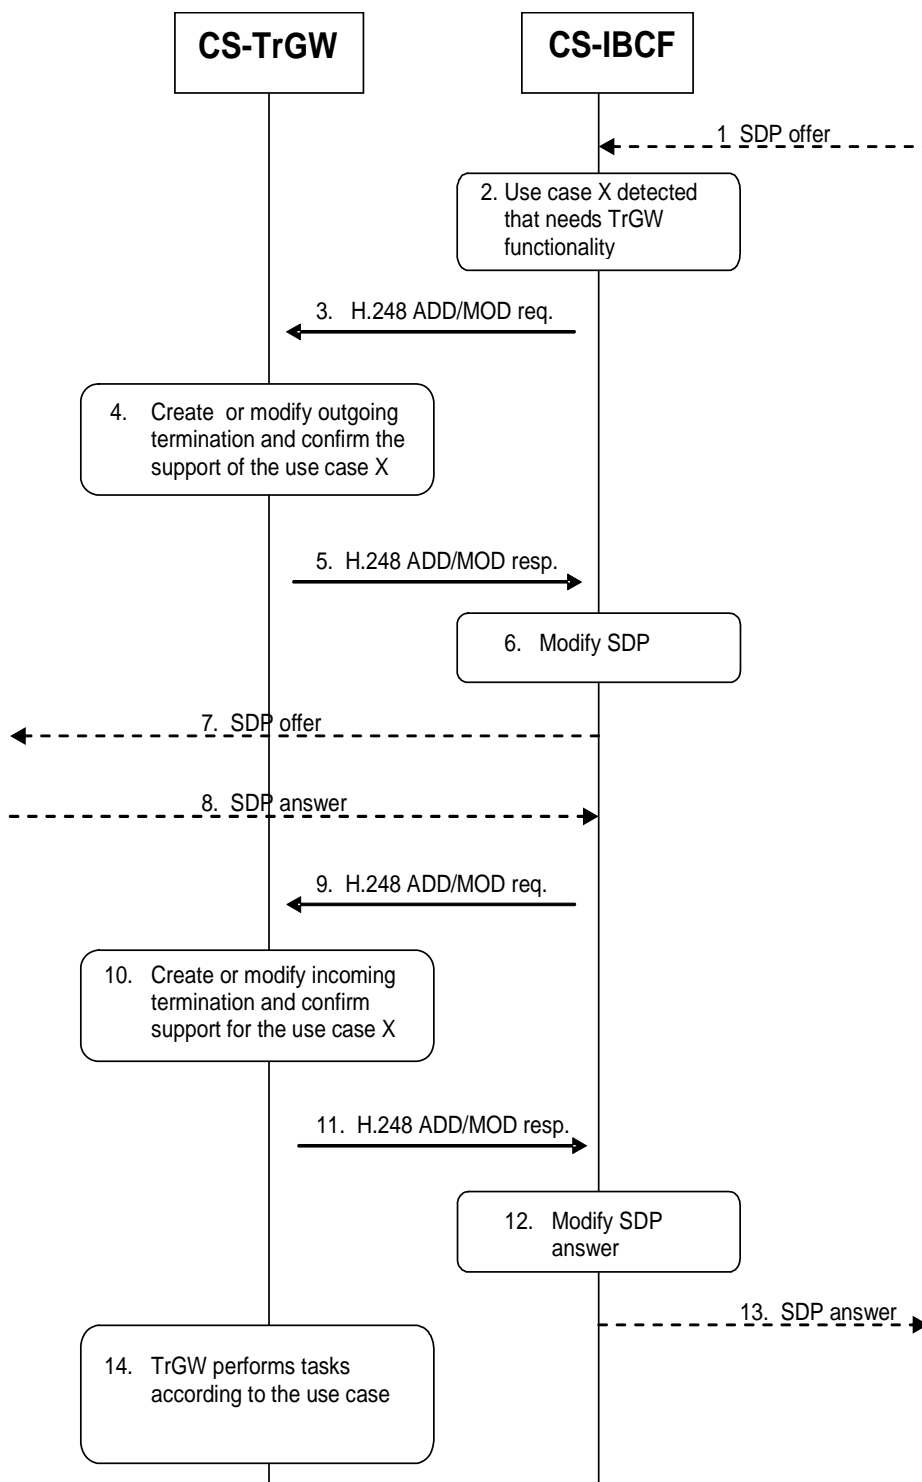 CS-TrGW
CS-IBCF
1 SDP offer
2. Use case X detected
that needs TrGW
functionality
3. H.248 ADD/MOD req.
4. Create or modify outgoing
termination and confirm the
support of the use case X
5. H.248 ADD/MOD resp.
6. Modify SDP
7. SDP offer
8. SDP answer
9. H.248 ADD/MOD req.
10. Create or modify incoming
termination and confirm
support for the use case X
11. H.248 ADD/MOD resp.
12. Modify SDP
answer
13. SDP answer
14. TrGW performs tasks
according to the use case